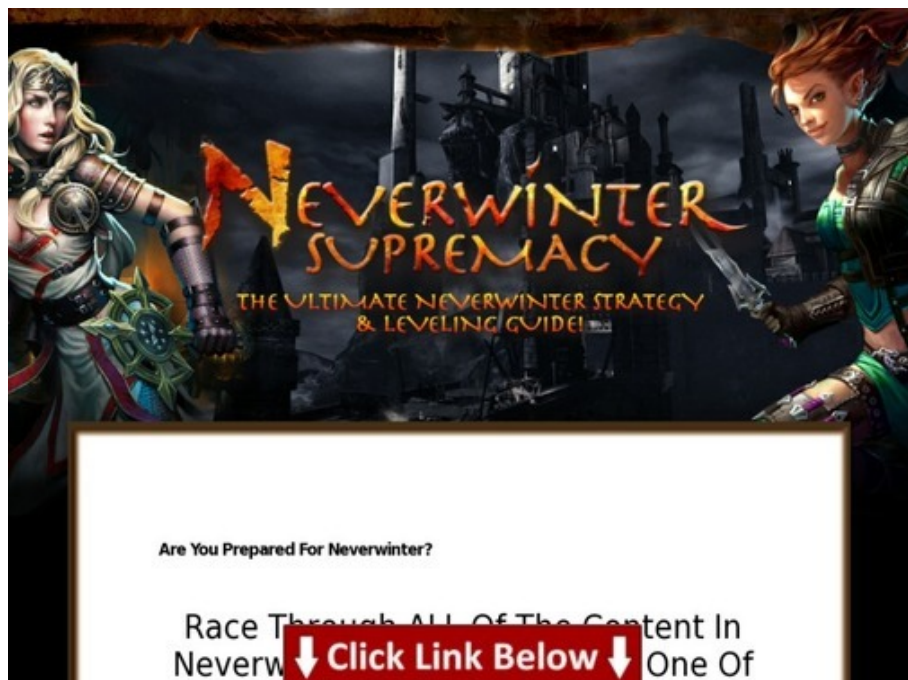 NEVERWINTER
SUPREMACY
THE ULTIMATE NEVERWINTER STRATEGY
& LEVELING GUIDE!
Are You Prepared For Neverwinter?
Race Through ALL Of The Content In
One Of
Click Link Below